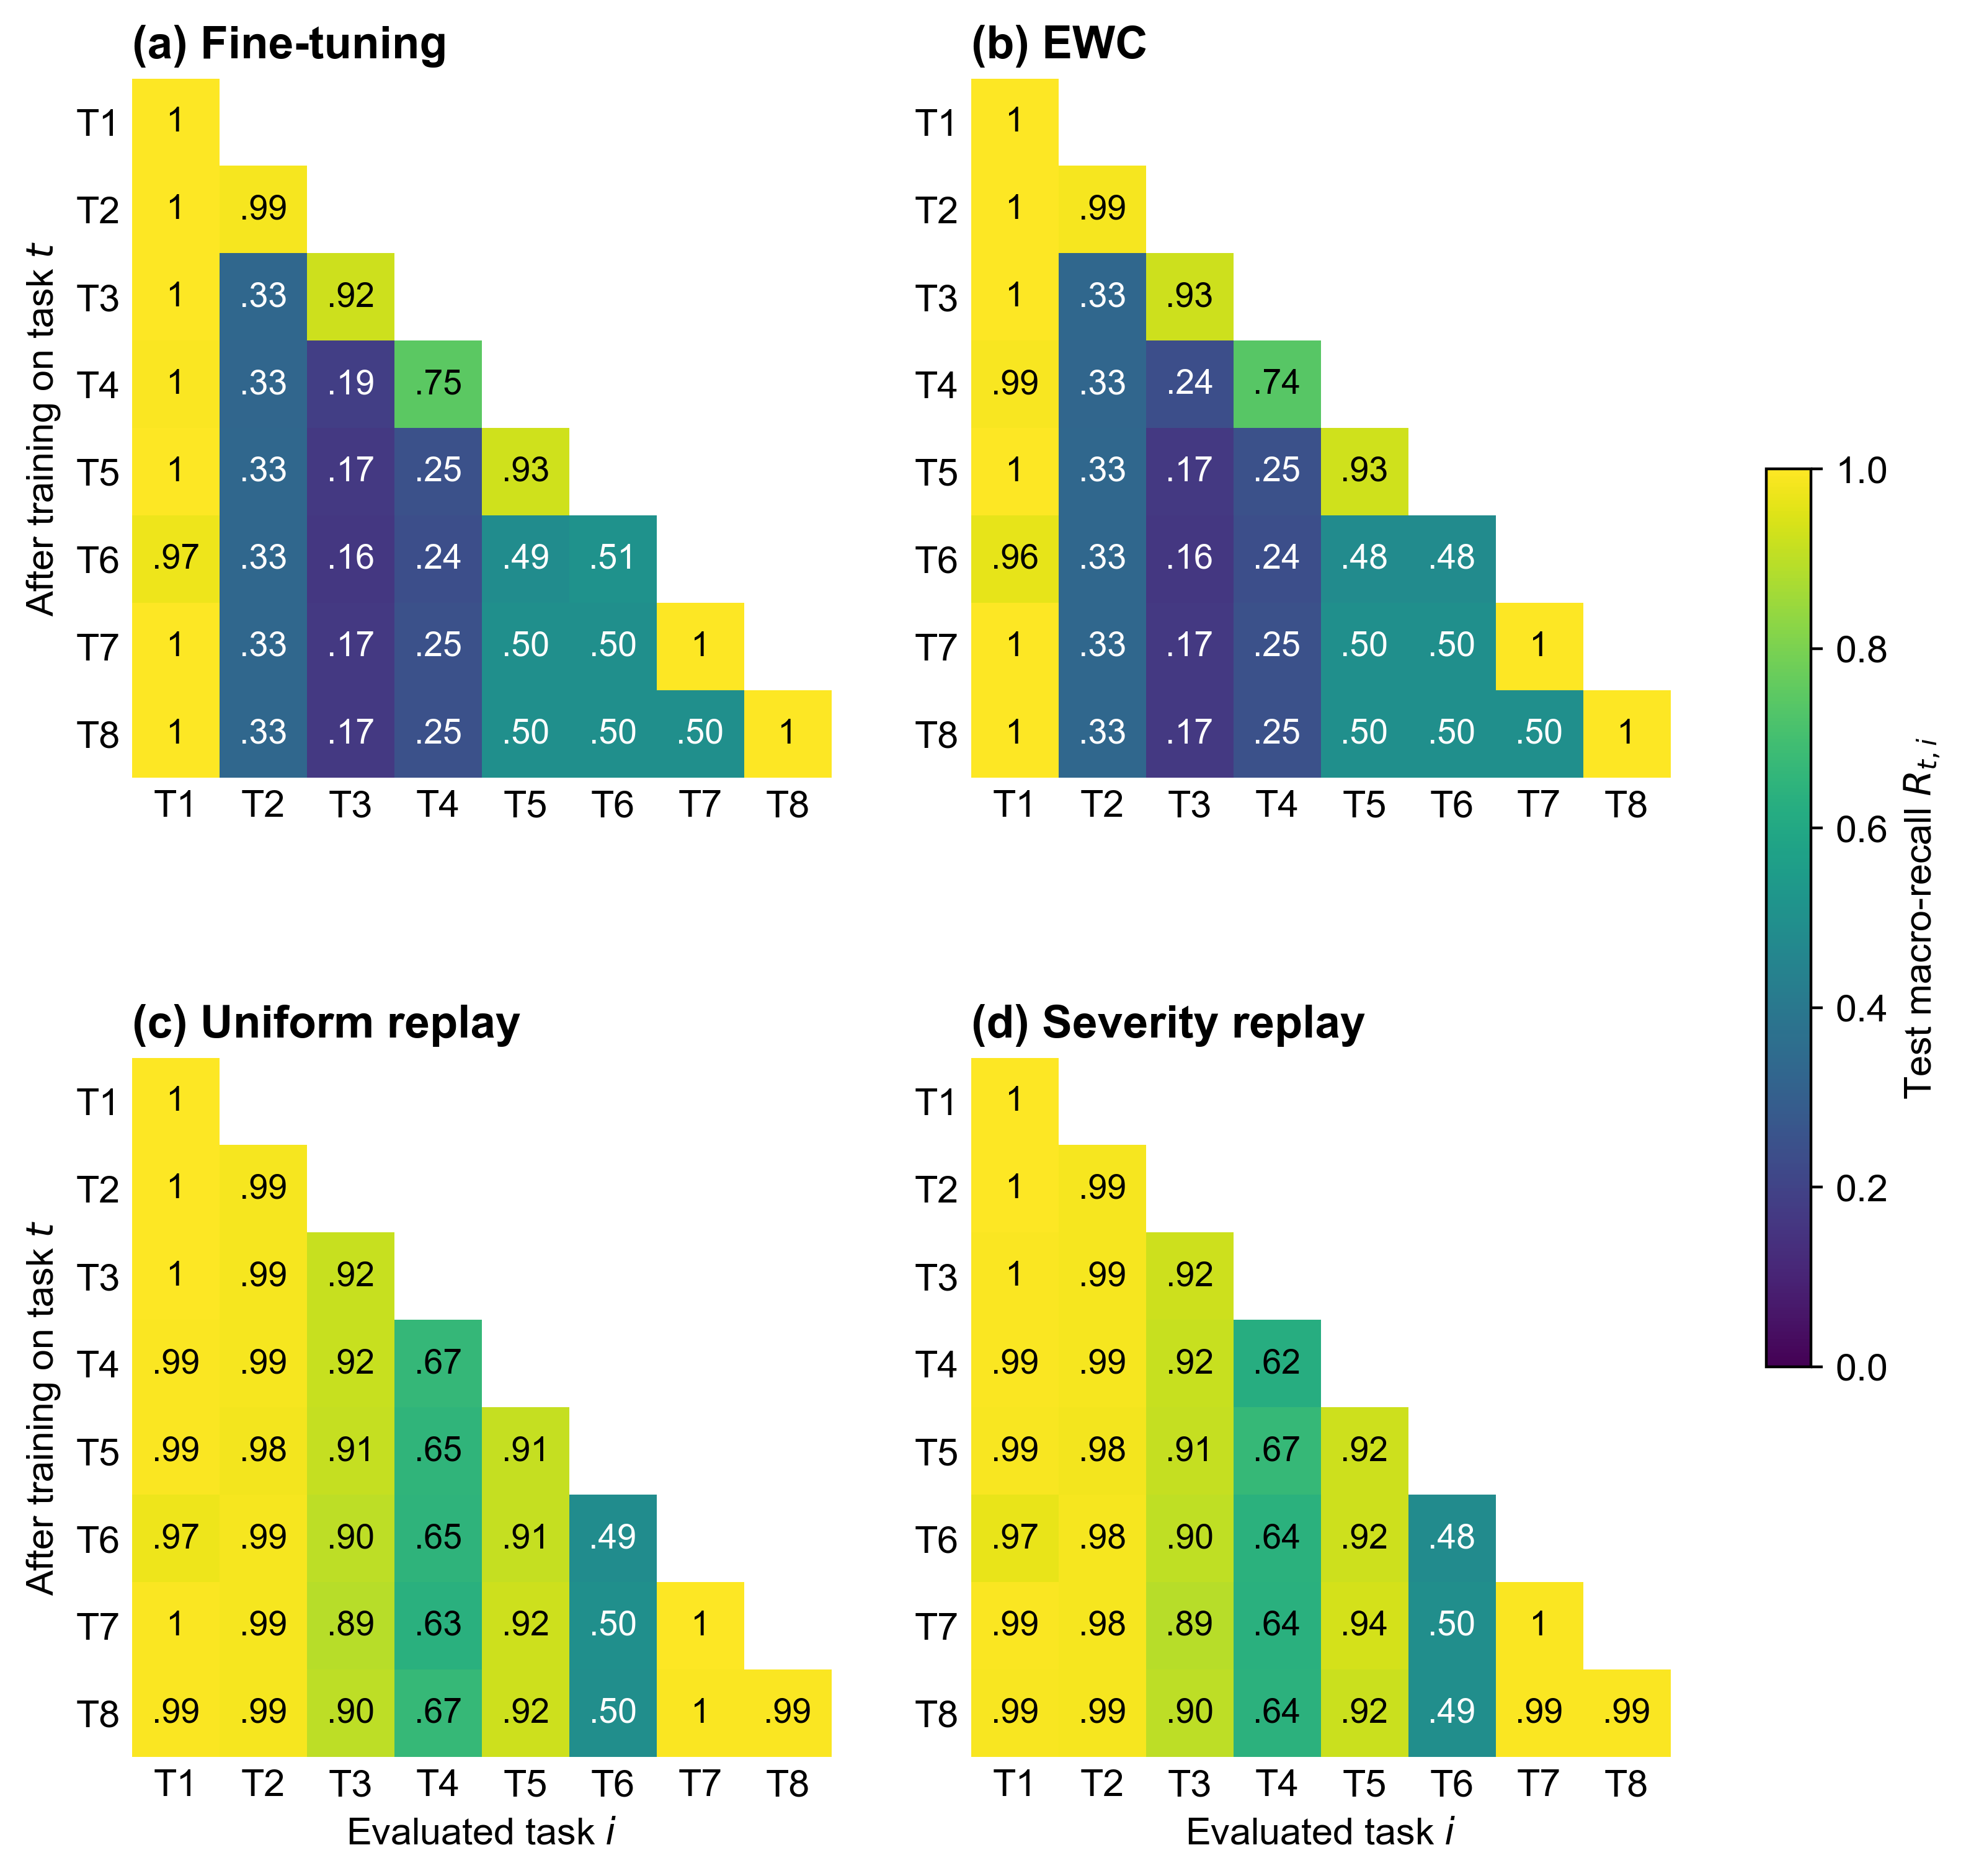 (a) Fine-tuning
T1 1
T2 1 .99
T3 1 .33 .92
T4 1 .33 .19 .75
T5 1 .33 .17 .25 .93
T6 .97 .33 .16 .24 .49 .51
T7 1 .33 .17 .25 .50 .50 1
T8 1 .33 .17 .25 .50 .50 .50 1
T1 T2 T3 T4 T5 T6 T7 T8
After training on task t
(b) EWC
T1 1
T2 1 .99
T3 1 .33 .93
T4 .99 .33 .24 .74
T5 1 .33 .17 .25 .93
T6 .96 .33 .16 .24 .48 .48
T7 1 .33 .17 .25 .50 .50 1
T8 1 .33 .17 .25 .50 .50 .50 1
T1 T2 T3 T4 T5 T6 T7 T8
(c) Uniform replay
T1 1
T2 1 .99
T3 1 .99 .92
T4 .99 .99 .92 .67
T5 .99 .98 .91 .65 .91
T6 .97 .99 .90 .65 .91 .49
T7 1 .99 .89 .63 .92 .50 1
T8 .99 .99 .90 .67 .92 .50 1 .99
T1 T2 T3 T4 T5 T6 T7 T8
After training on task t
Evaluated task i
(d) Severity replay
T1 1
T2 1 .99
T3 1 .99 .92
T4 .99 .99 .92 .62
T5 .99 .98 .91 .67 .92
T6 .97 .98 .90 .64 .92 .48
T7 .99 .98 .89 .64 .94 .50 1
T8 .99 .99 .90 .64 .92 .49 .99 .99
T1 T2 T3 T4 T5 T6 T7 T8
Evaluated task i
1.0
0.8
0.6
0.4
0.2
0.0
Test macro-recall R_{t, i}